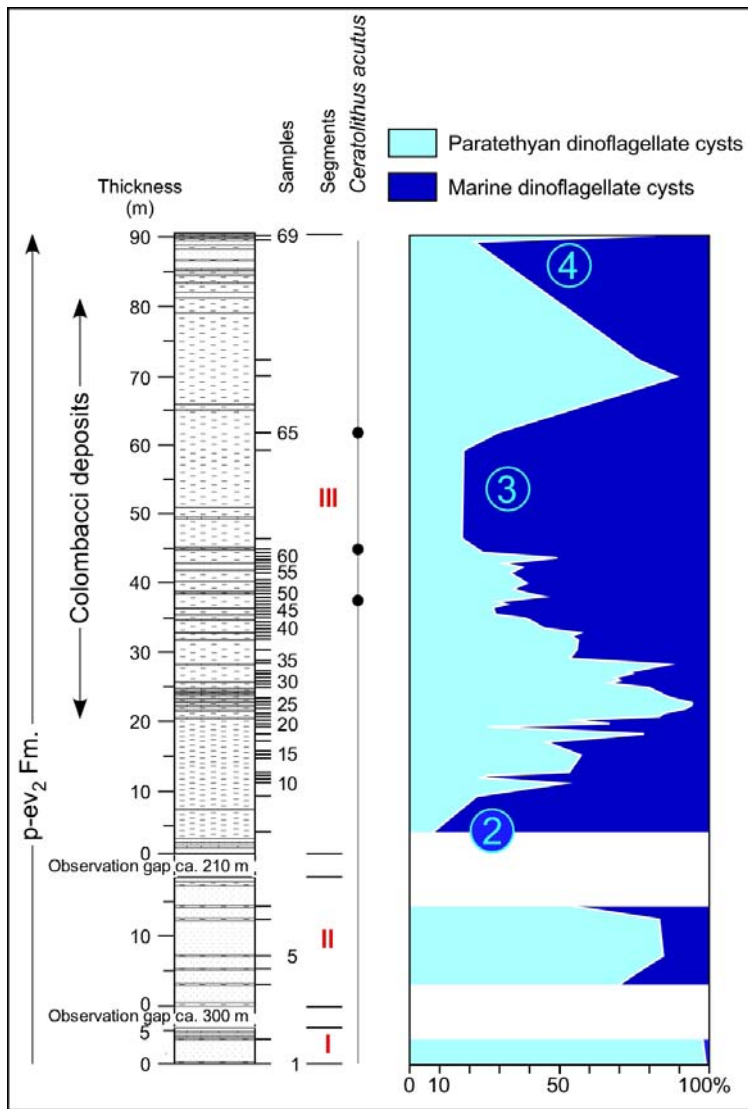 Ceratolithus acutus
Segments
Samples
Paratethyan dinoflagellate cysts
Marine dinoflagellate cysts
Thickness
(m)
90
80
70
60
50
40
30
20
10
0
69
65
60
55
50
45
40
35
30
25
20
15
10
III
Colombacci deposits
p-ev2 Fm.
4
3
2
Observation gap ca. 210 m
10
0
5
II
Observation gap ca. 300 m
5
0
1
I
0 10 50 100%